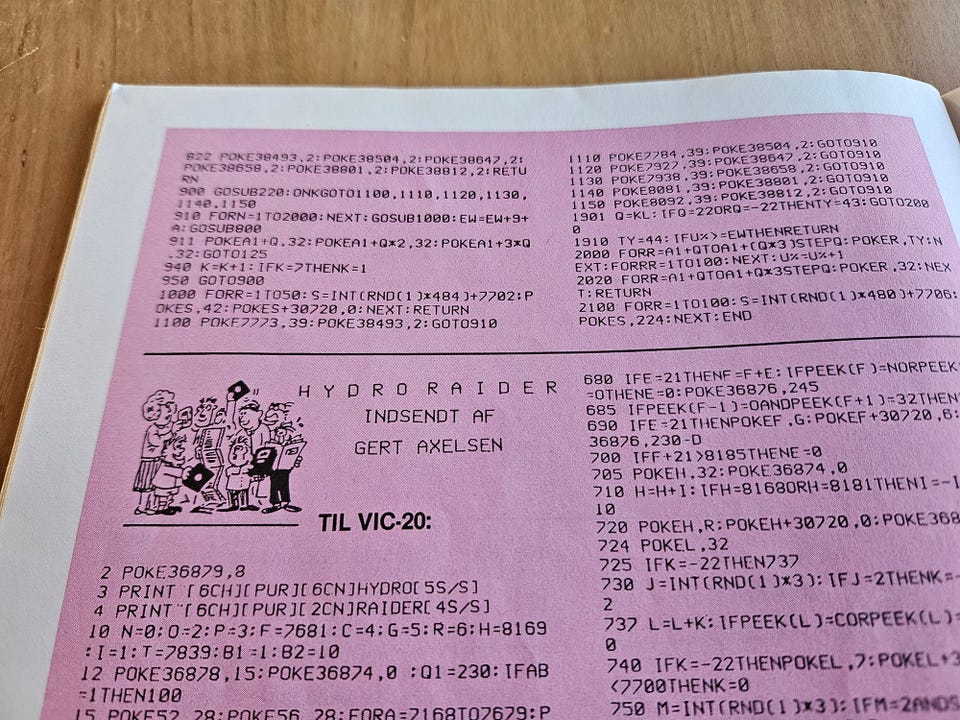 822 POKE38493,2:POKE38504,2:POKE38647,2:
POKE38658,2:POKE38801,2:POKE38812,2:RETU
RN
900 GOSUB220:ONKGOTO1100,1110,1120,1130,
1140,1150
910 FORN=1TO2000:NEXT:GOSUB1000:EW=EW+9+
A:GOSUB800
911 POKEA1+Q,32:POKEA1+Q*2,32:POKEA1+3*Q
,32:GOTO125
940 K=K+1:IFK=7THENK=1
950 GOTO900
1000 FORR=1TO50:S=INT(RND(1)*484)+7702:P
OKES,42:POKES+30720,0:NEXT:RETURN
1100 POKE7773,39:POKE38493,2:GOTO910
1110 POKE7784,39:POKE38504,2:GOTO910
1120 POKE7927,39:POKE38647,2:GOTO910
1130 POKE7938,39:POKE38658,2:GOTO910
1140 POKE8081,39:POKE38801,2:GOTO910
1150 POKE8092,39:POKE38812,2:GOTO910
1901 Q=KL:IFQ=22ORQ=-22THENTY=43:GOTO200
0
1910 TY=44:IFU%>=EWTHENRETURN
2000 FORR=A1+QTOA1+(Q*3)STEPQ:POKER,TY:N
EXT:FORRR=1TO100:NEXT:U%=U%+1
2020 FORR=A1+QTOA1+Q*3STEPQ:POKER,32:NEX
T:RETURN
2100 FORR=1TO100:S=INT(RND(1)*480)+7706:
POKES,224:NEXT:END
HYDRO RAIDER
INDSENDT AF
GERT AXELSEN
TIL VIC-20:
2 POKE36879,8
3 PRINT"[6CH][PUR][6CN]HYDRO[5S/S]
4 PRINT"[6CH][PUR][2CN]RAIDER[4S/S]
10 N=0:O=2:P=3:F=7681:C=4:G=5:R=6:H=8169
:I=1:T=7839:B1=1:B2=10
12 POKE36878,15:POKE36874,0 :Q1=230:IFAB
=1THEN100
15 POKE52,28:POKE56,28:FORA=7168TO7679:P
680 IFE=21THENF=F+E:IFPEEK(F)=NORPEEK
=0THENE=0:POKE36876,245
685 IFPEEK(F-1)=OANDPEEK(F+1)=32THEN
690 IFE=21THENPOKEF,G:POKEF+30720,6:
36876,230-D
700 IFF+21>8185THENE=0
705 POKEH,32:POKE36874,0
710 H=H+I:IFH=8168ORH=8181THENI=-I
10
720 POKEH,R:POKEH+30720,0:POKE368
724 POKEL,32
725 IFK=-22THEN737
730 J=INT(RND(1)*3):IFJ=2THENK=-
2
737 L=L+K:IFPEEK(L)=CORPEEK(L)=
0
740 IFK=-22THENPOKEL,7:POKEL+3
<7700THENK=0
750 M=INT(RND(1)*3):IFM=2ANDS